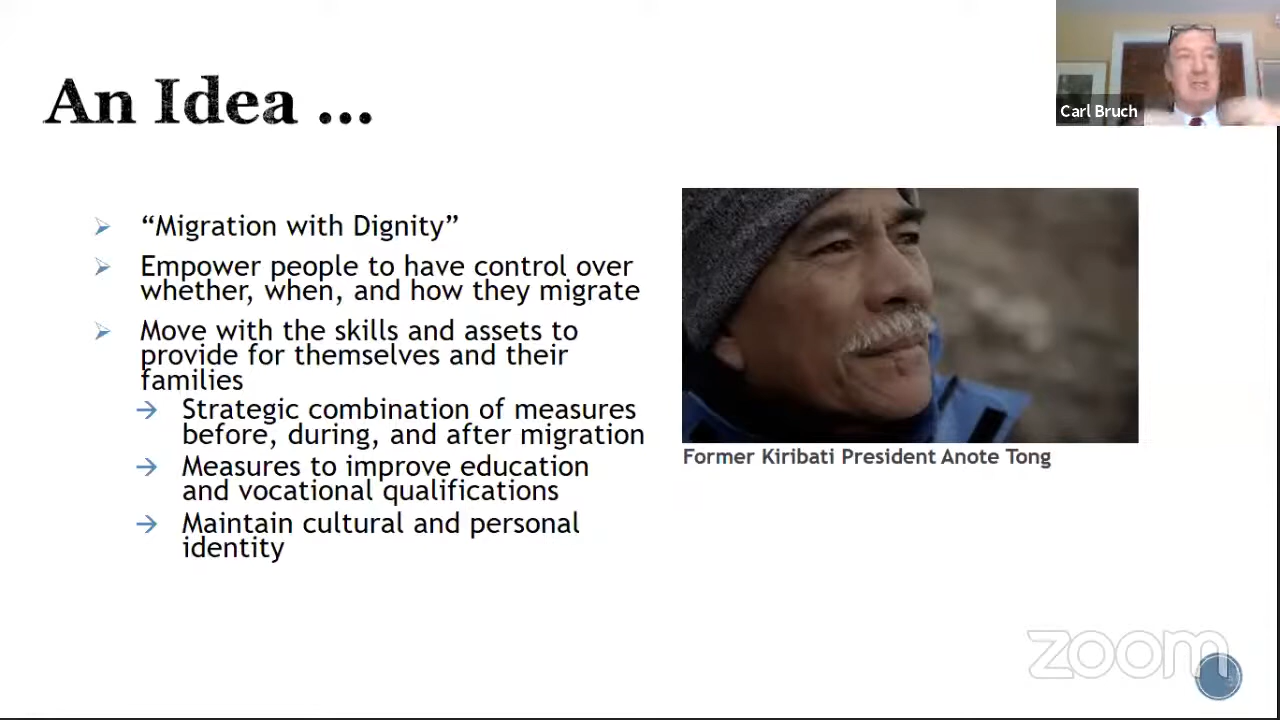 An Idea ...
Carl Bruch
“Migration with Dignity”
Empower people to have control over
whether, when, and how they migrate
Move with the skills and assets to
provide for themselves and their
families
Strategic combination of measures
before, during, and after migration
Measures to improve education
and vocational qualifications
Maintain cultural and personal
identity
Former Kiribati President Anote Tong
zoom